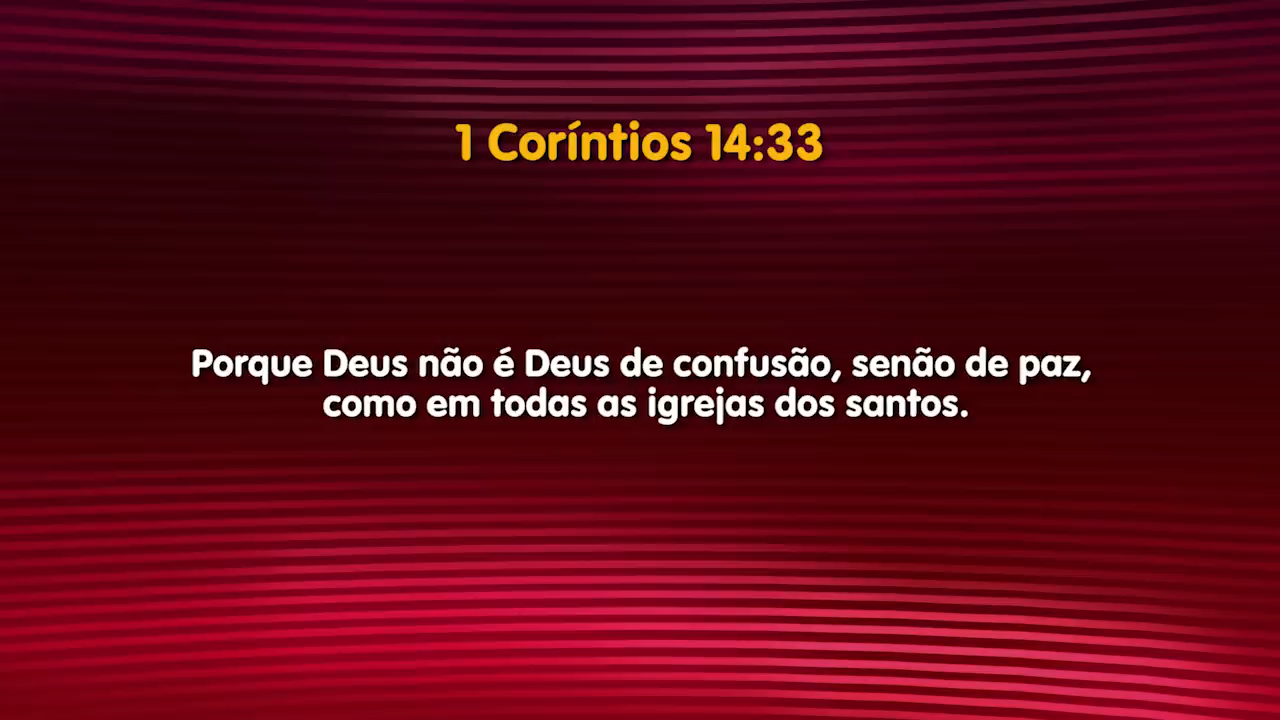 1 Coríntios 14:33
Porque Deus não é Deus de confusão, senão de paz,
como em todas as igrejas dos santos.